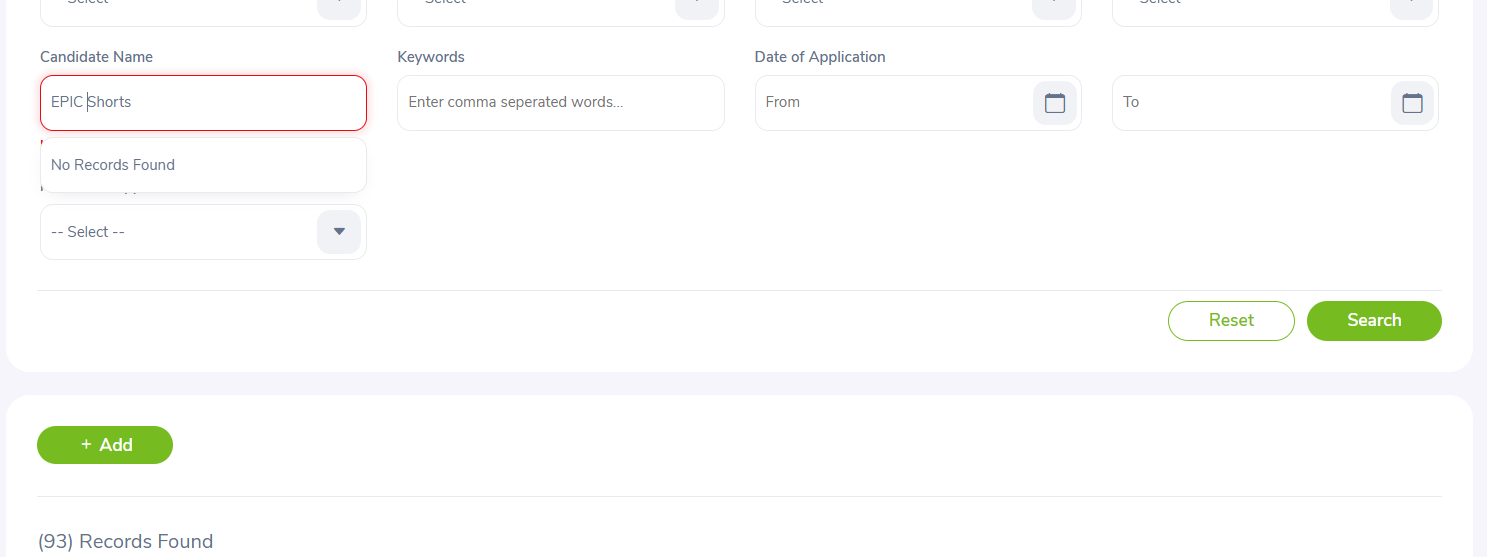 Candidate Name
Keywords
Date of Application
EPIC Shorts
Enter comma seperated words...
From
To
No Records Found
-- Select --
Reset
Search
+ Add
(93) Records Found